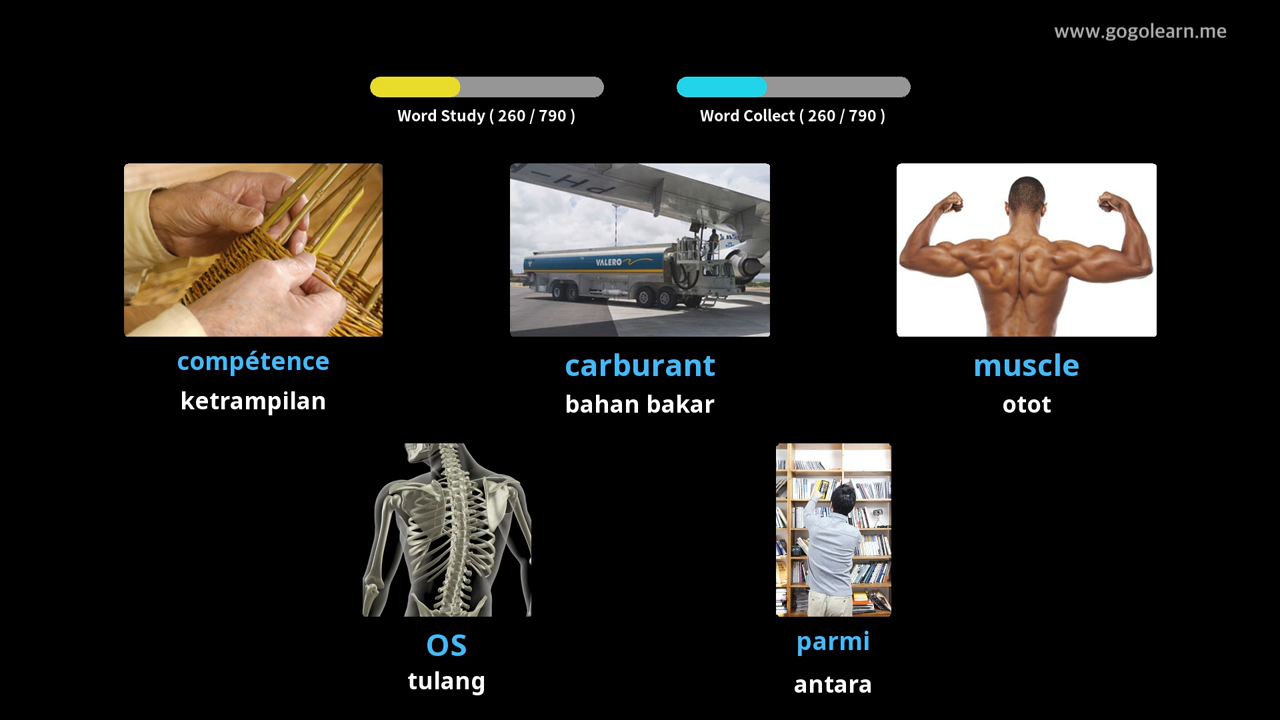 www.gogolearn.me
Word Study ( 260 / 790 )
Word Collect ( 260 / 790 )
VALERO
compétence
ketrampilan
carburant
bahan bakar
muscle
otot
OS
tulang
parmi
antara